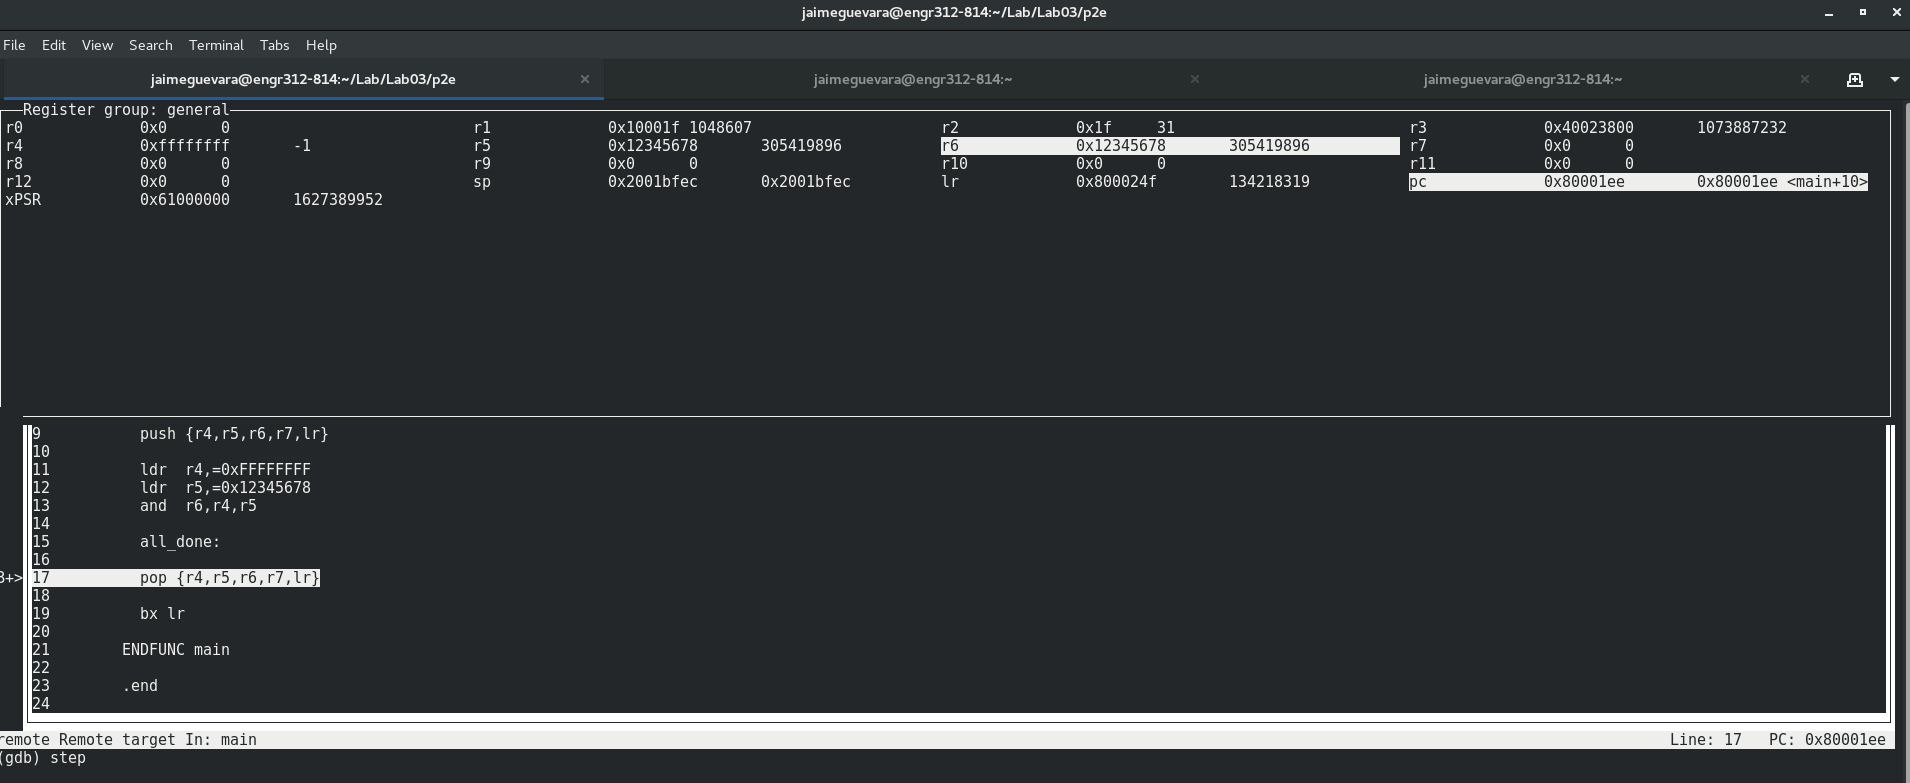 jaimeguevara@engr312-814:~/Lab/Lab03/p2e
File Edit View Search Terminal Tabs Help
jaimeguevara@engr312-814:~/Lab/Lab03/p2e × jaimeguevara@engr312-814:~ × jaimeguevara@engr312-814:~ ×
Register group: general
r0 0x0 0 r1 0x10001f 1048607 r2 0x1f 31 r3 0x40023800 1073887232
r4 0xffffffff -1 r5 0x12345678 305419896 r6 0x12345678 305419896 r7 0x0 0
r8 0x0 0 r9 0x0 0 r10 0x0 0 r11 0x0 0
r12 0x0 0 sp 0x2001bfec 0x2001bfec lr 0x800024f 134218319 pc 0x80001ee 0x80001ee <main+10>
xPSR 0x61000000 1627389952
9 push {r4,r5,r6,r7,lr}
10
11 ldr r4,=0xFFFFFFFF
12 ldr r5,=0x12345678
13 and r6,r4,r5
14
15 all_done:
16
B+>17 pop {r4,r5,r6,r7,lr}
18
19 bx lr
20
21 ENDFUNC main
22
23 .end
24
remote Remote target In: main Line: 17 PC: 0x80001ee
(gdb) step